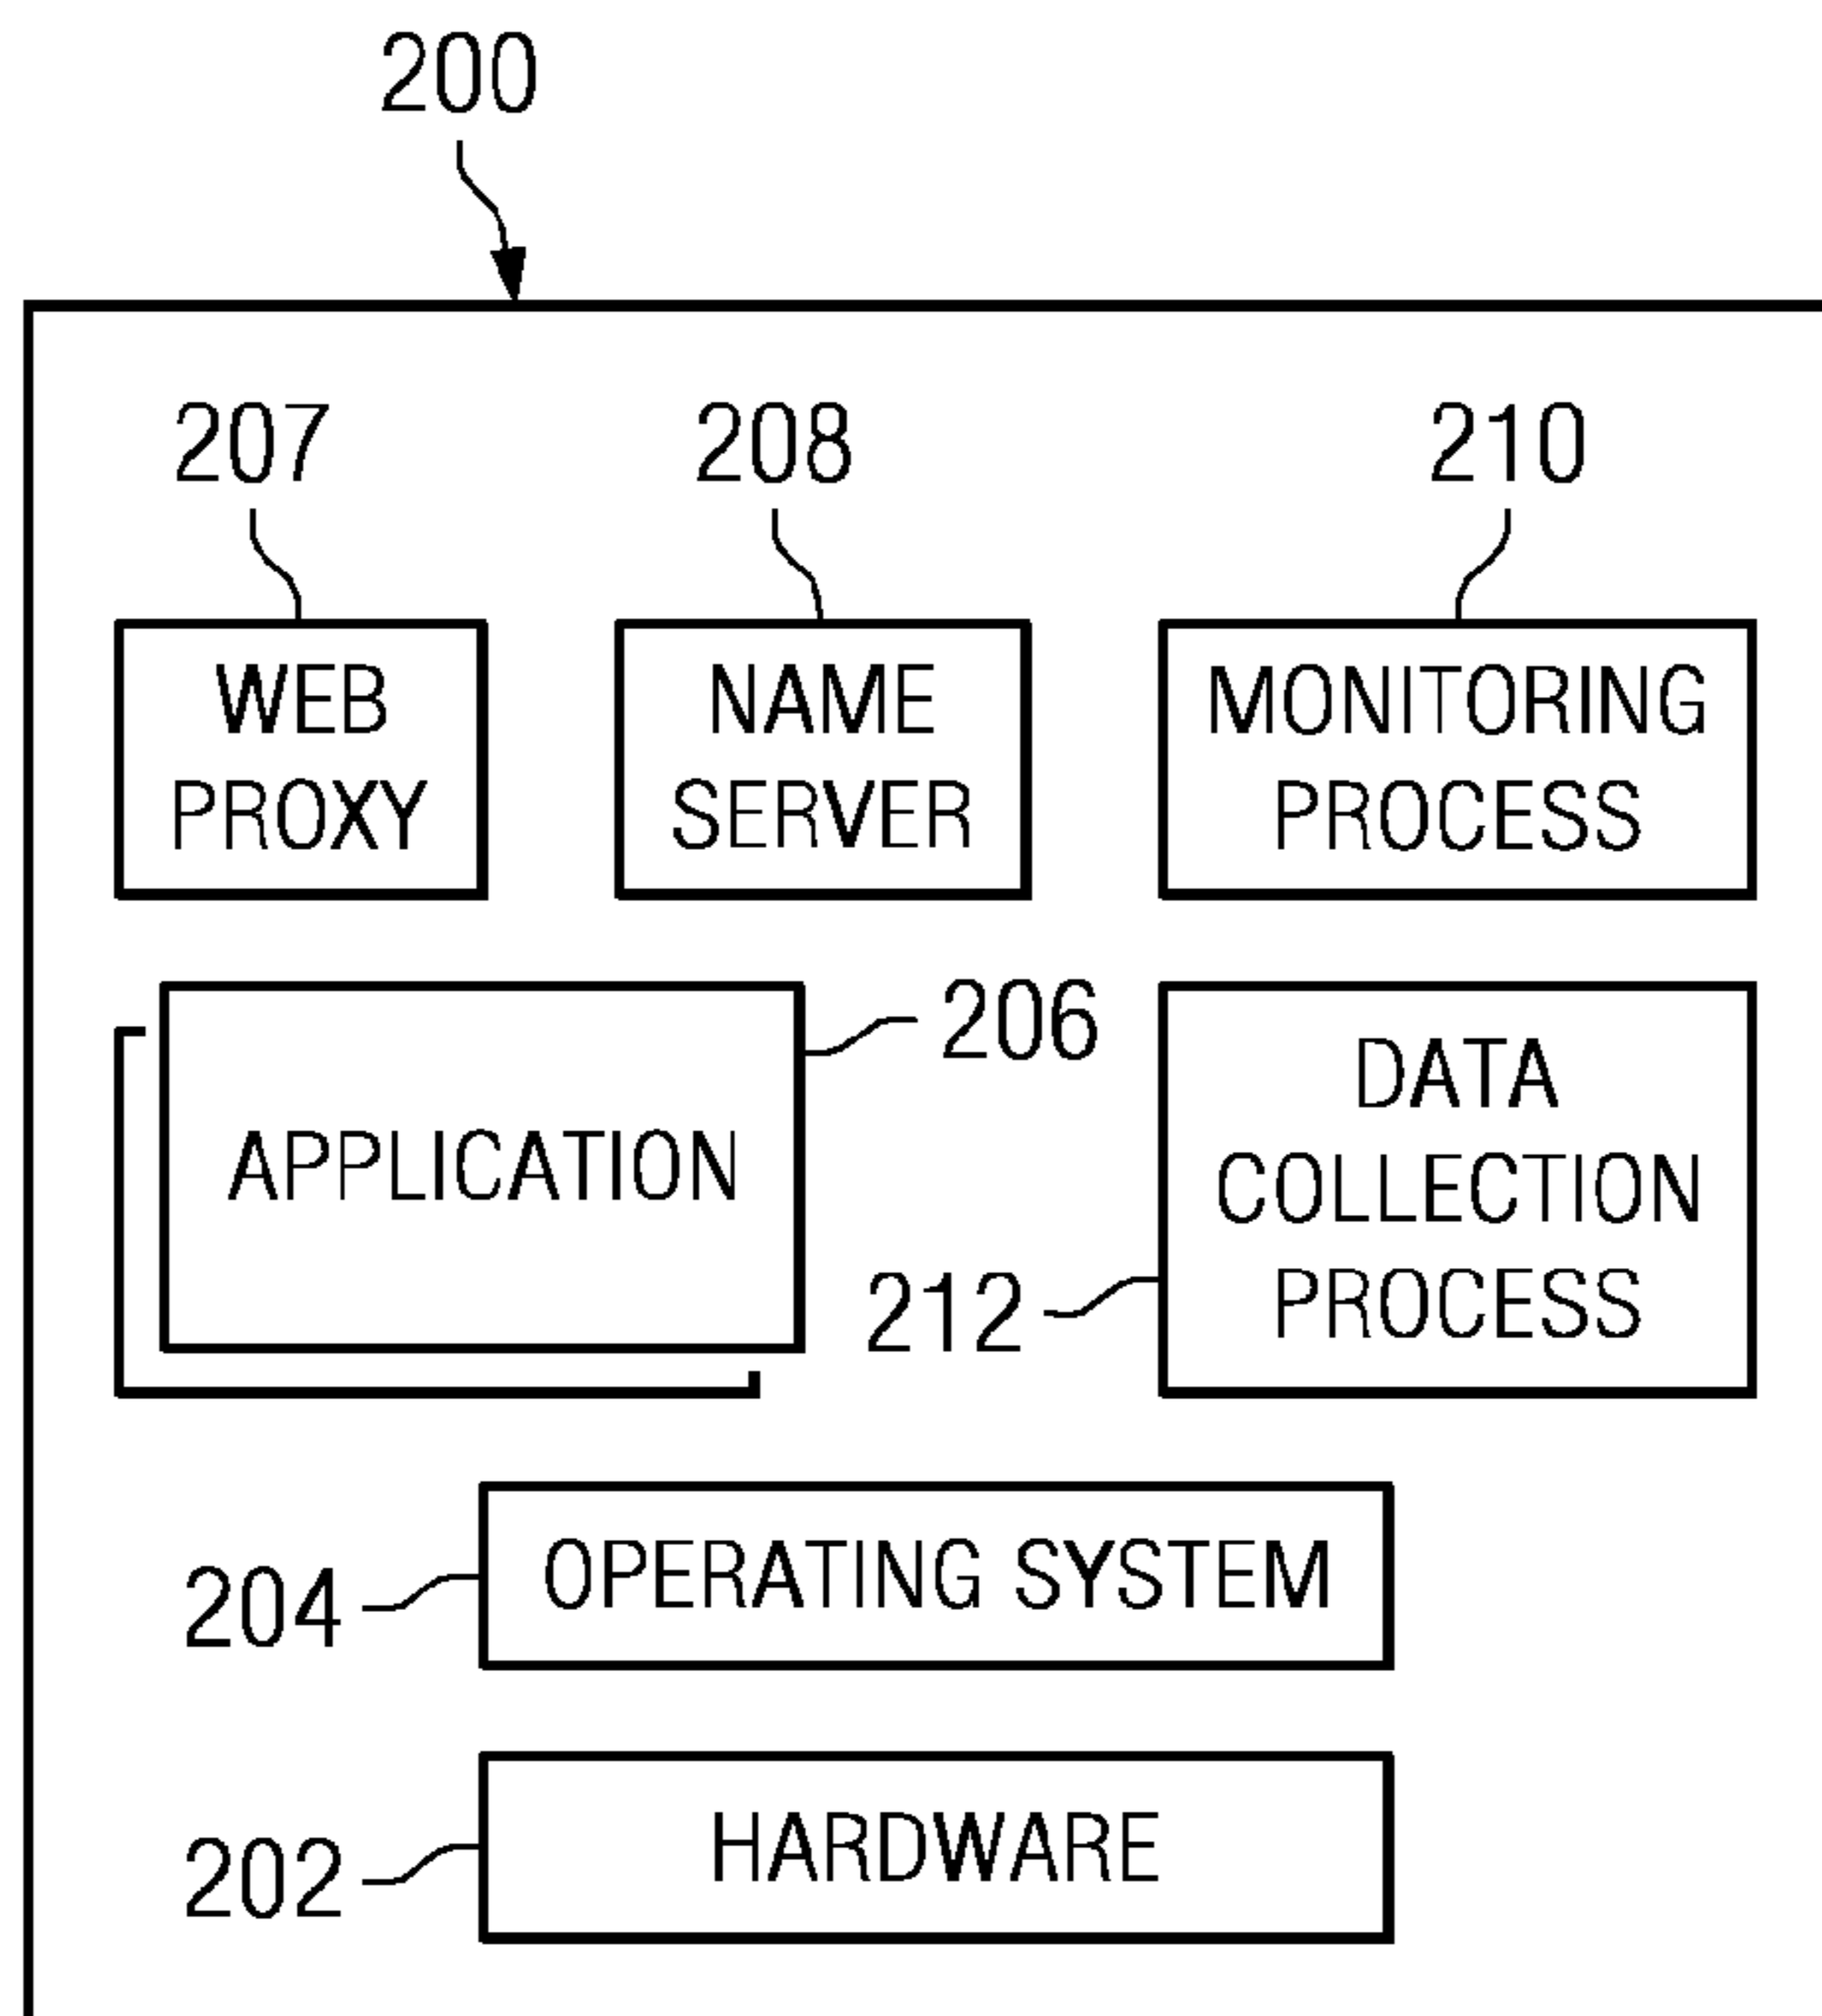 200
207
208
210
WEB
PROXY
NAME
SERVER
MONITORING
PROCESS
206
APPLICATION
DATA
COLLECTION
PROCESS
212
OPERATING SYSTEM
204
HARDWARE
202